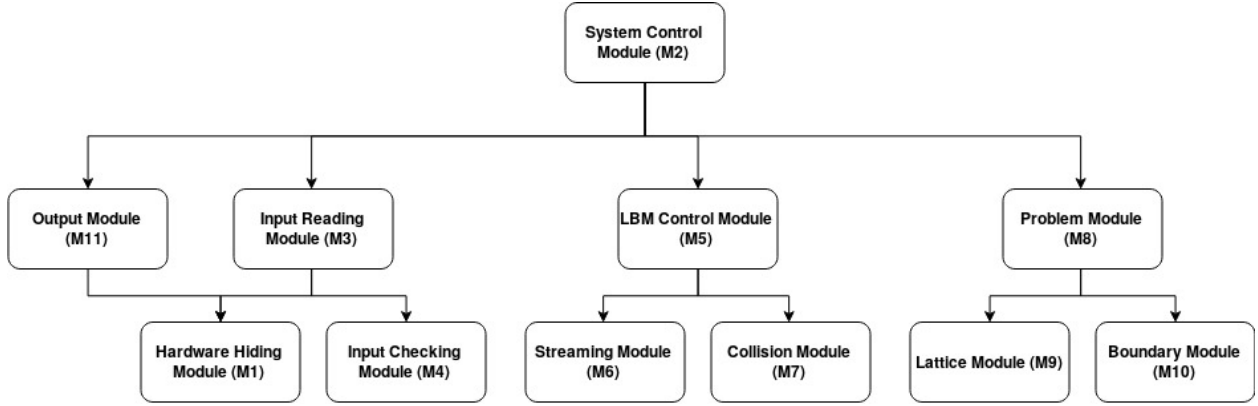 System Control
Module (M2)
Output Module
(M11)
Input Reading
Module (M3)
LBM Control Module
(M5)
Problem Module
(M8)
Hardware Hiding
Module (M1)
Input Checking
Module (M4)
Streaming Module
(M6)
Collision Module
(M7)
Lattice Module (M9)
Boundary Module
(M10)